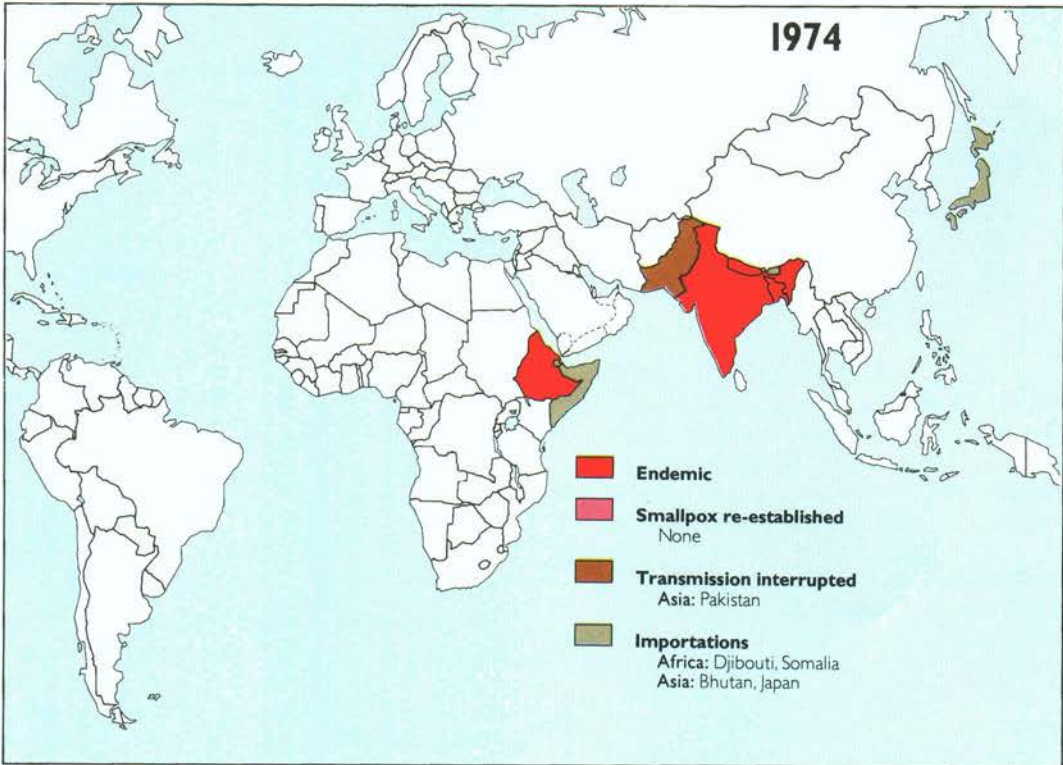 1974
Endemic
Smallpox re-established
None
Transmission interrupted
Asia: Pakistan
Importations
Africa: Djibouti, Somalia
Asia: Bhutan, Japan